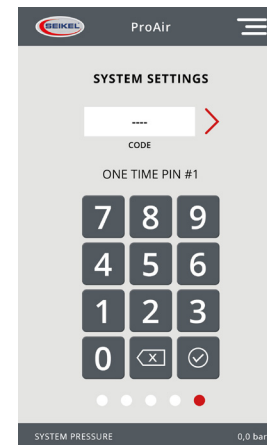 SEIKEL
ProAir
SYSTEM SETTINGS
----
CODE
ONE TIME PIN #1
7 8 9
4 5 6
1 2 3
0 X
SYSTEM PRESSURE 0,0 bar